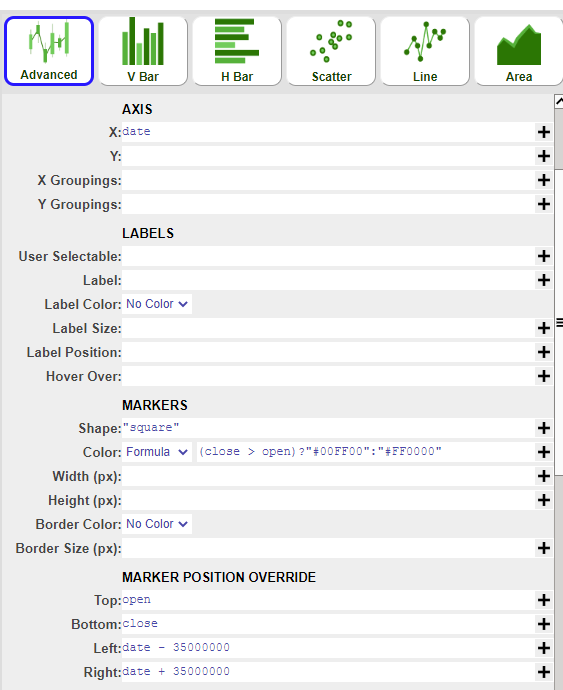 Advanced V Bar H Bar Scatter Line Area
AXIS
X: date
Y:
X Groupings:
Y Groupings:
LABELS
User Selectable:
Label:
Label Color: No Color
Label Size:
Label Position:
Hover Over:
MARKERS
Shape: "square"
Color: Formula (close > open)?"#00FF00":"#FF0000"
Width (px):
Height (px):
Border Color: No Color
Border Size (px):
MARKER POSITION OVERRIDE
Top: open
Bottom: close
Left: date - 35000000
Right: date + 35000000